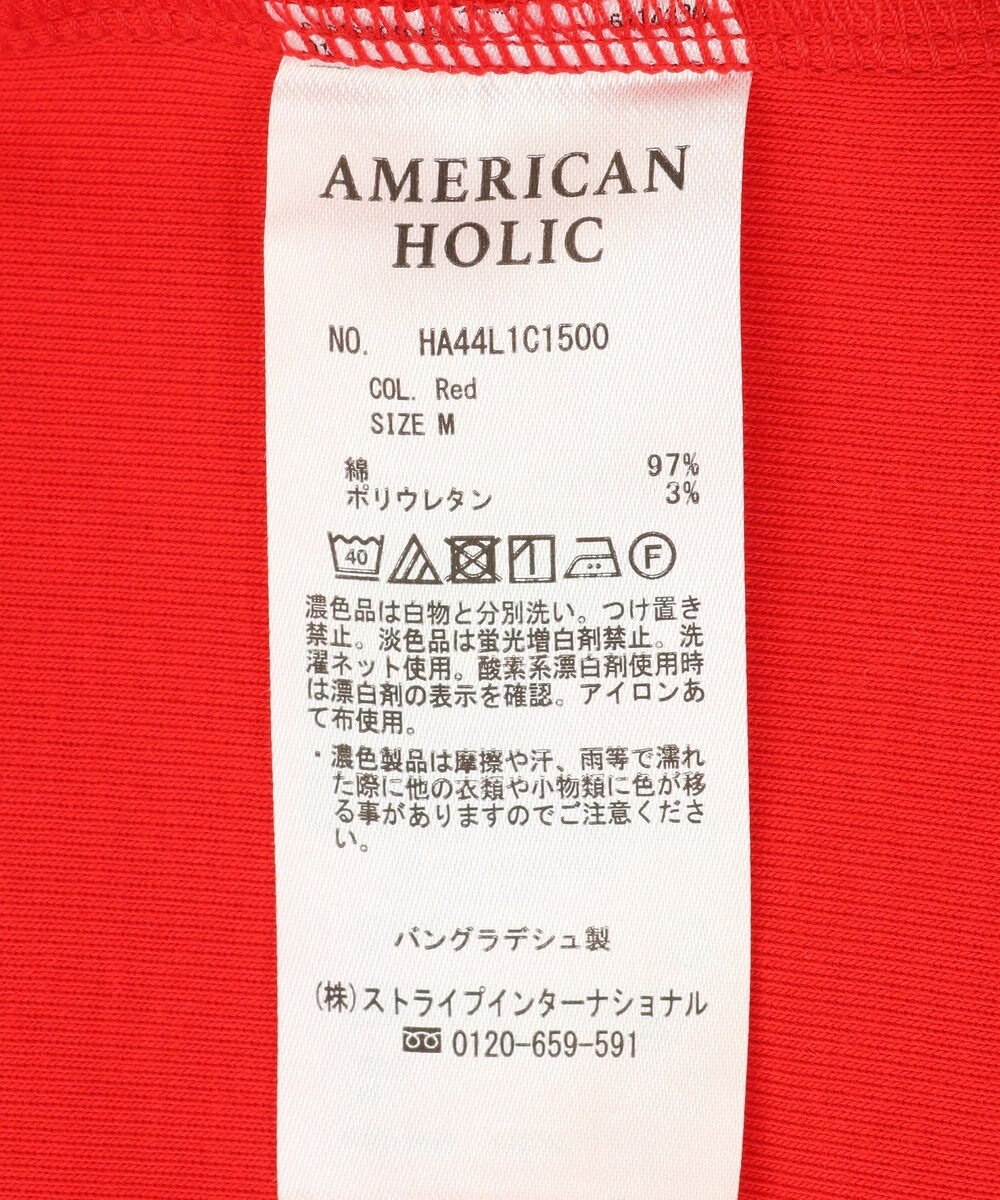 AMERICAN
HOLIC
NO. HA44L1C1500
COL. Red
SIZE M
綿 97%
ポリウレタン 3%
40 F
濃色品は白物と分別洗い。つけ置き
禁止。淡色品は蛍光増白剤禁止。洗
濯ネット使用。酸素系漂白剤使用時
は漂白剤の表示を確認。アイロンあ
て布使用。
・濃色製品は摩擦や汗、雨等で濡れ
た際に他の衣類や小物類に色が移
る事がありますのでご注意くださ
い。
バングラデシュ製
(株)ストライプインターナショナル
0120-659-591